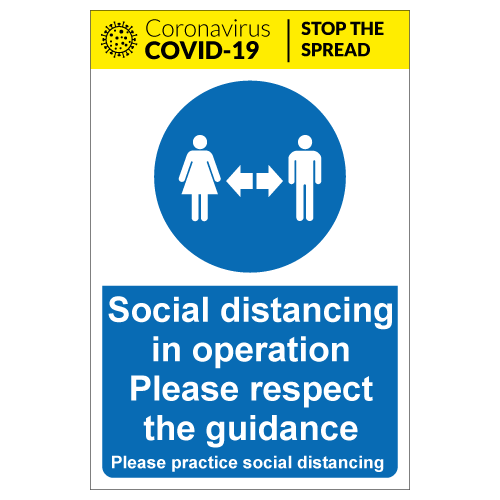 Coronavirus
COVID-19
STOP THE
SPREAD
Social distancing
in operation
Please respect
the guidance
Please practice social distancing